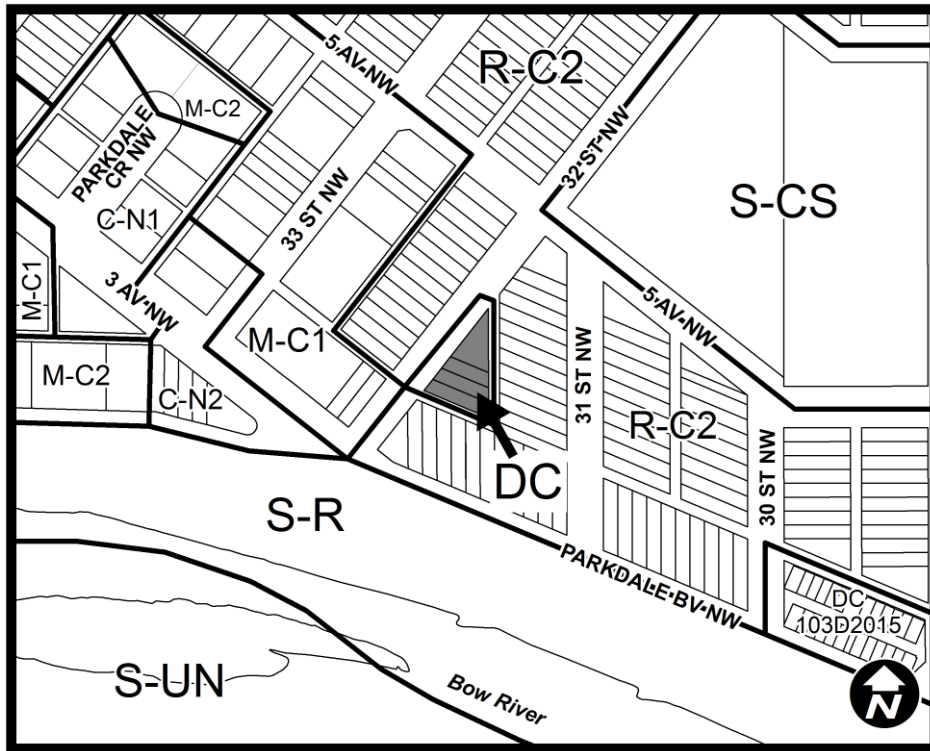 5 AV NW
R-C2
M-C2
PARKDALE
CR NW
32 ST NW
S-CS
C-N1
33 ST NW
M-C1
3 AV NW
5 AV NW
M-C1
M-C2
C-N2
31 ST NW
R-C2
DC
30 ST NW
S-R
PARKDALE BV NW
DC
103D2015
S-UN
Bow River
N